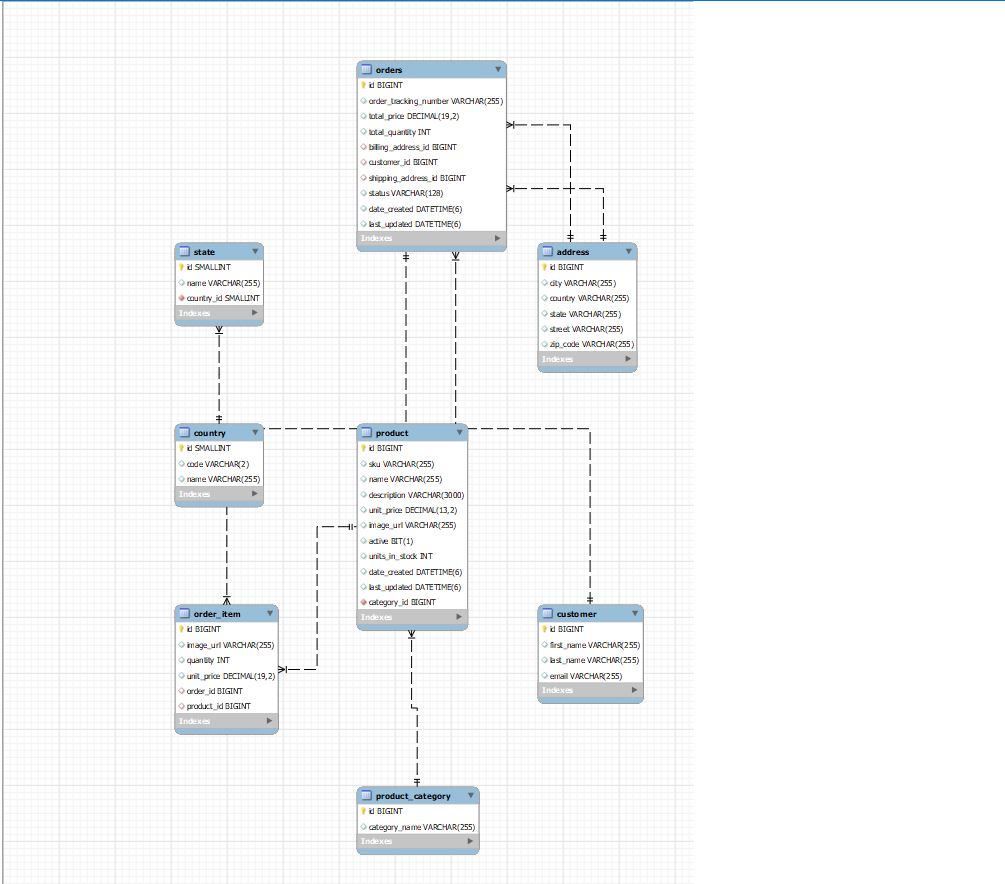 orders
id BIGINT
order_tracking_number VARCHAR(255)
total_price DECIMAL(19,2)
total_quantity INT
billing_address_id BIGINT
customer_id BIGINT
shipping_address_id BIGINT
status VARCHAR(128)
date_created DATETIME(6)
last_updated DATETIME(6)
Indexes
state
id SMALLINT
name VARCHAR(255)
country_id SMALLINT
Indexes
address
id BIGINT
city VARCHAR(255)
country VARCHAR(255)
state VARCHAR(255)
street VARCHAR(255)
zip_code VARCHAR(255)
Indexes
country
id SMALLINT
code VARCHAR(2)
name VARCHAR(255)
Indexes
product
id BIGINT
sku VARCHAR(255)
name VARCHAR(255)
description VARCHAR(3000)
unit_price DECIMAL(13,2)
image_url VARCHAR(255)
active BIT(1)
units_in_stock INT
date_created DATETIME(6)
last_updated DATETIME(6)
category_id BIGINT
Indexes
order_item
id BIGINT
image_url VARCHAR(255)
quantity INT
unit_price DECIMAL(19,2)
order_id BIGINT
product_id BIGINT
Indexes
customer
id BIGINT
first_name VARCHAR(255)
last_name VARCHAR(255)
email VARCHAR(255)
Indexes
product_category
id BIGINT
category_name VARCHAR(255)
Indexes